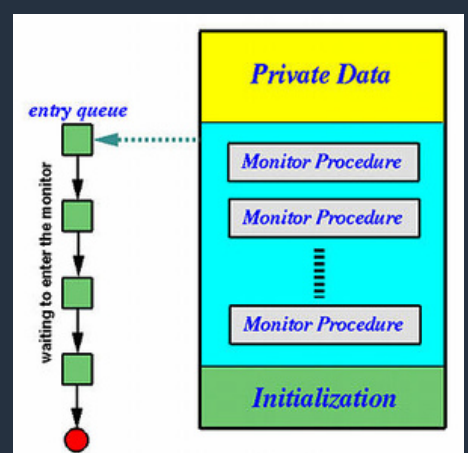 Private Data
entry queue
waiting to enter the monitor
Monitor Procedure
Monitor Procedure
Monitor Procedure
Initialization